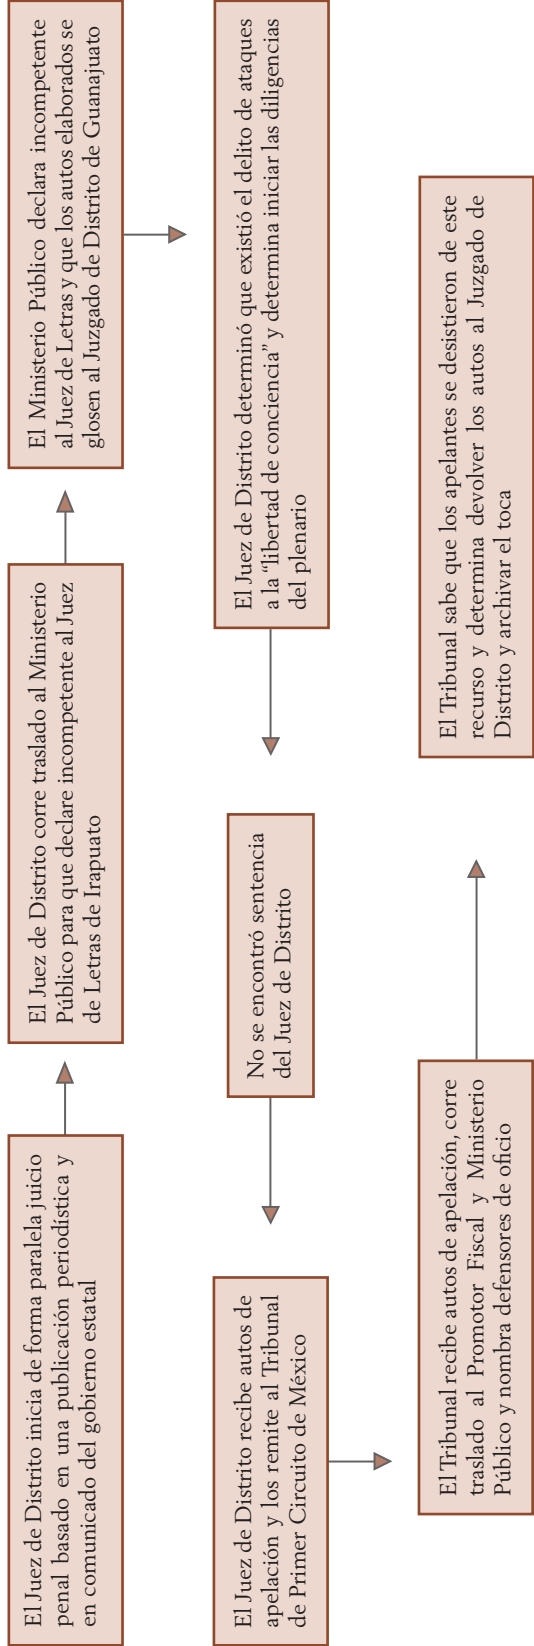 El Juez de Distrito inicia de forma paralela juicio
penal basado en una publicación periodística y
en comunicado del gobierno estatal
El Juez de Distrito corre traslado al Ministerio
Público para que declare incompetente al Juez
de Letras de Irapuato
El Ministerio Público declara incompetente
al Juez de Letras y que los autos elaborados se
glosen al Juzgado de Distrito de Guanajuato
El Juez de Distrito determinó que existió el delito de ataques
a la “libertad de conciencia” y determina iniciar las diligencias
del plenario
No se encontró sentencia
del Juez de Distrito
El Juez de Distrito recibe autos de
apelación y los remite al Tribunal
de Primer Circuito de México
El Tribunal recibe autos de apelación, corre
traslado al Promotor Fiscal y Ministerio
Público y nombra defensores de oficio
El Tribunal sabe que los apelantes se desistieron de este
recurso y determina devolver los autos al Juzgado de
Distrito y archivar el toca